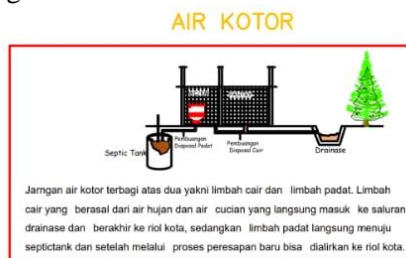 AIR KOTOR
Pembuangan
Disposal Padat
Pembuangan
Disposal Cair
Septic Tank
Drainase
Jarngan air kotor terbagi atas dua yakni limbah cair dan limbah padat. Limbah
cair yang berasal dari air hujan dan air cucian yang langsung masuk ke saluran
drainase dan berakhir ke riol kota, sedangkan limbah padat langsung menuju
septictank dan setelah melalui proses peresapan baru bisa dialirkan ke riol kota.